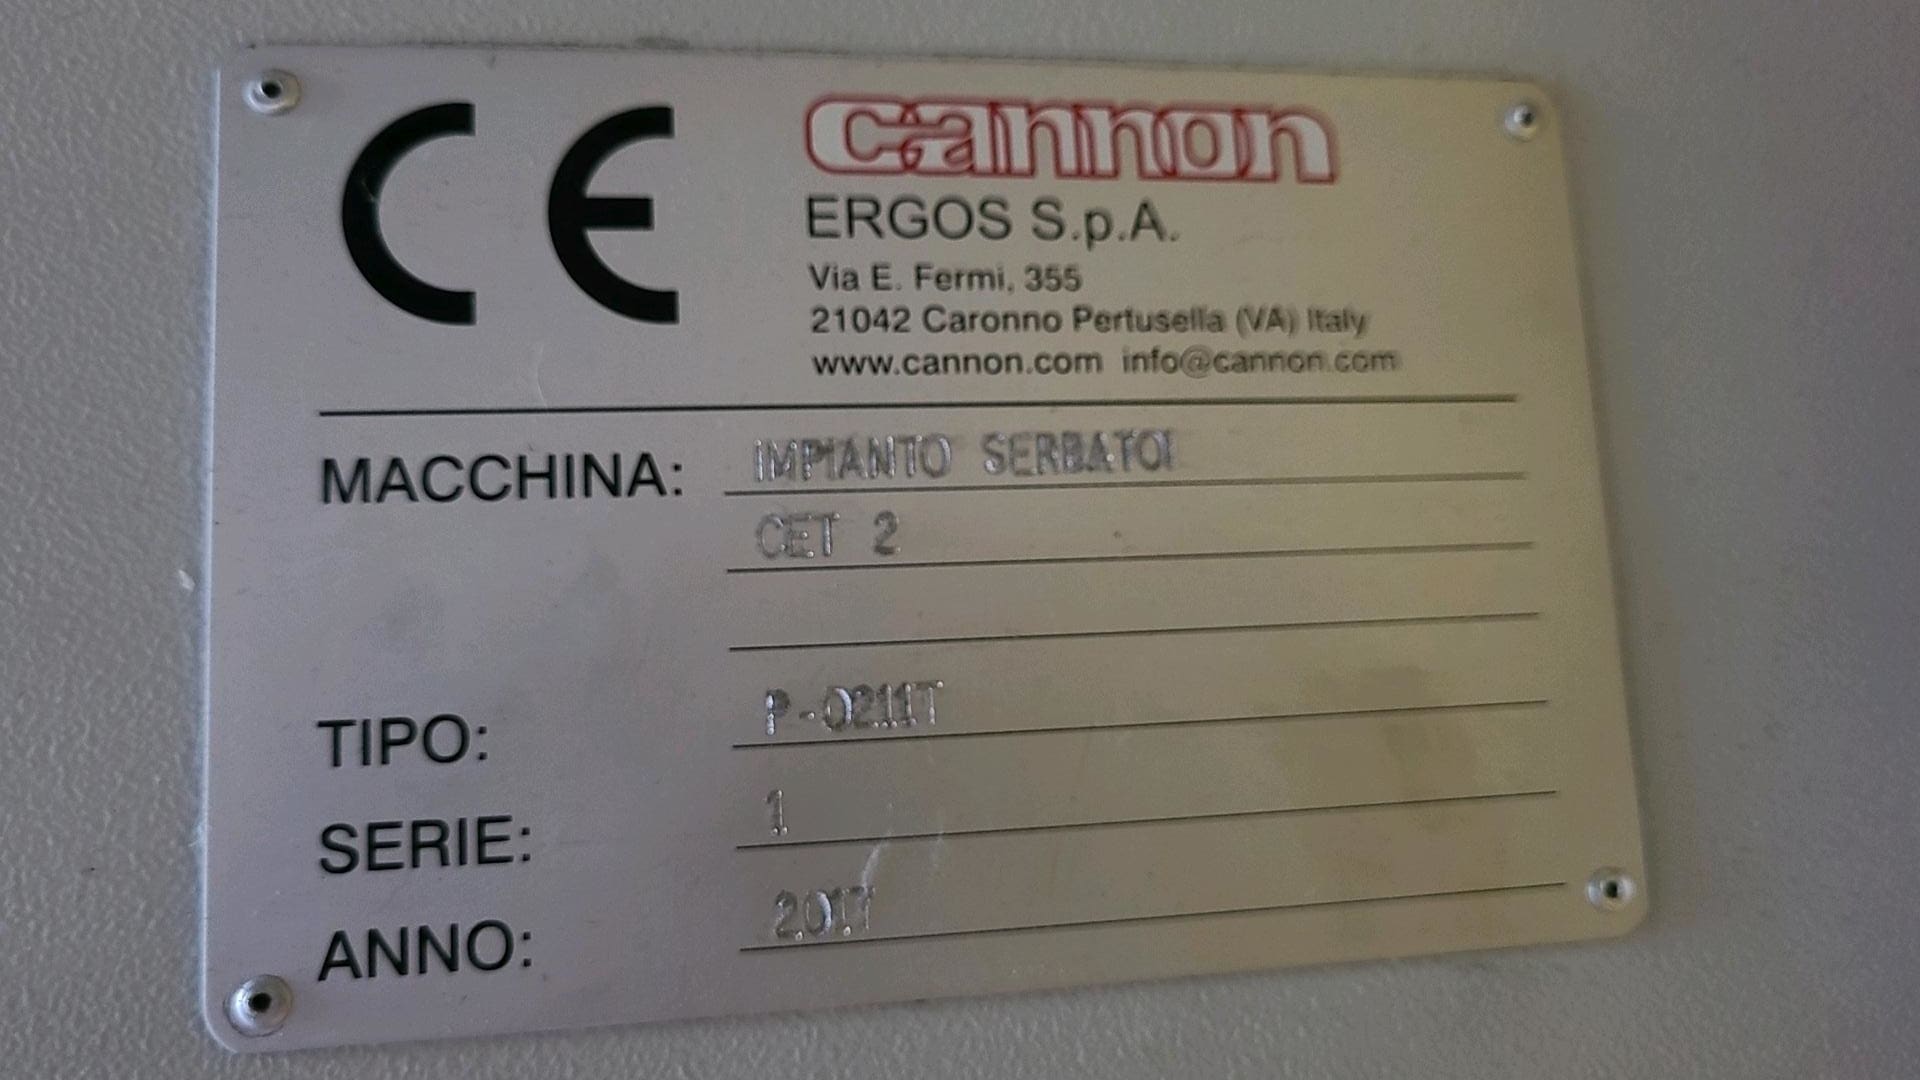 CE
cannon
ERGOS S.p.A.
Via E. Fermi, 355
21042 Caronno Pertusella (VA) Italy
www.cannon.com info@cannon.com
MACCHINA: IMPIANTO SERBATOI
CET 2
TIPO: P-0211T
SERIE: 1
ANNO: 2017